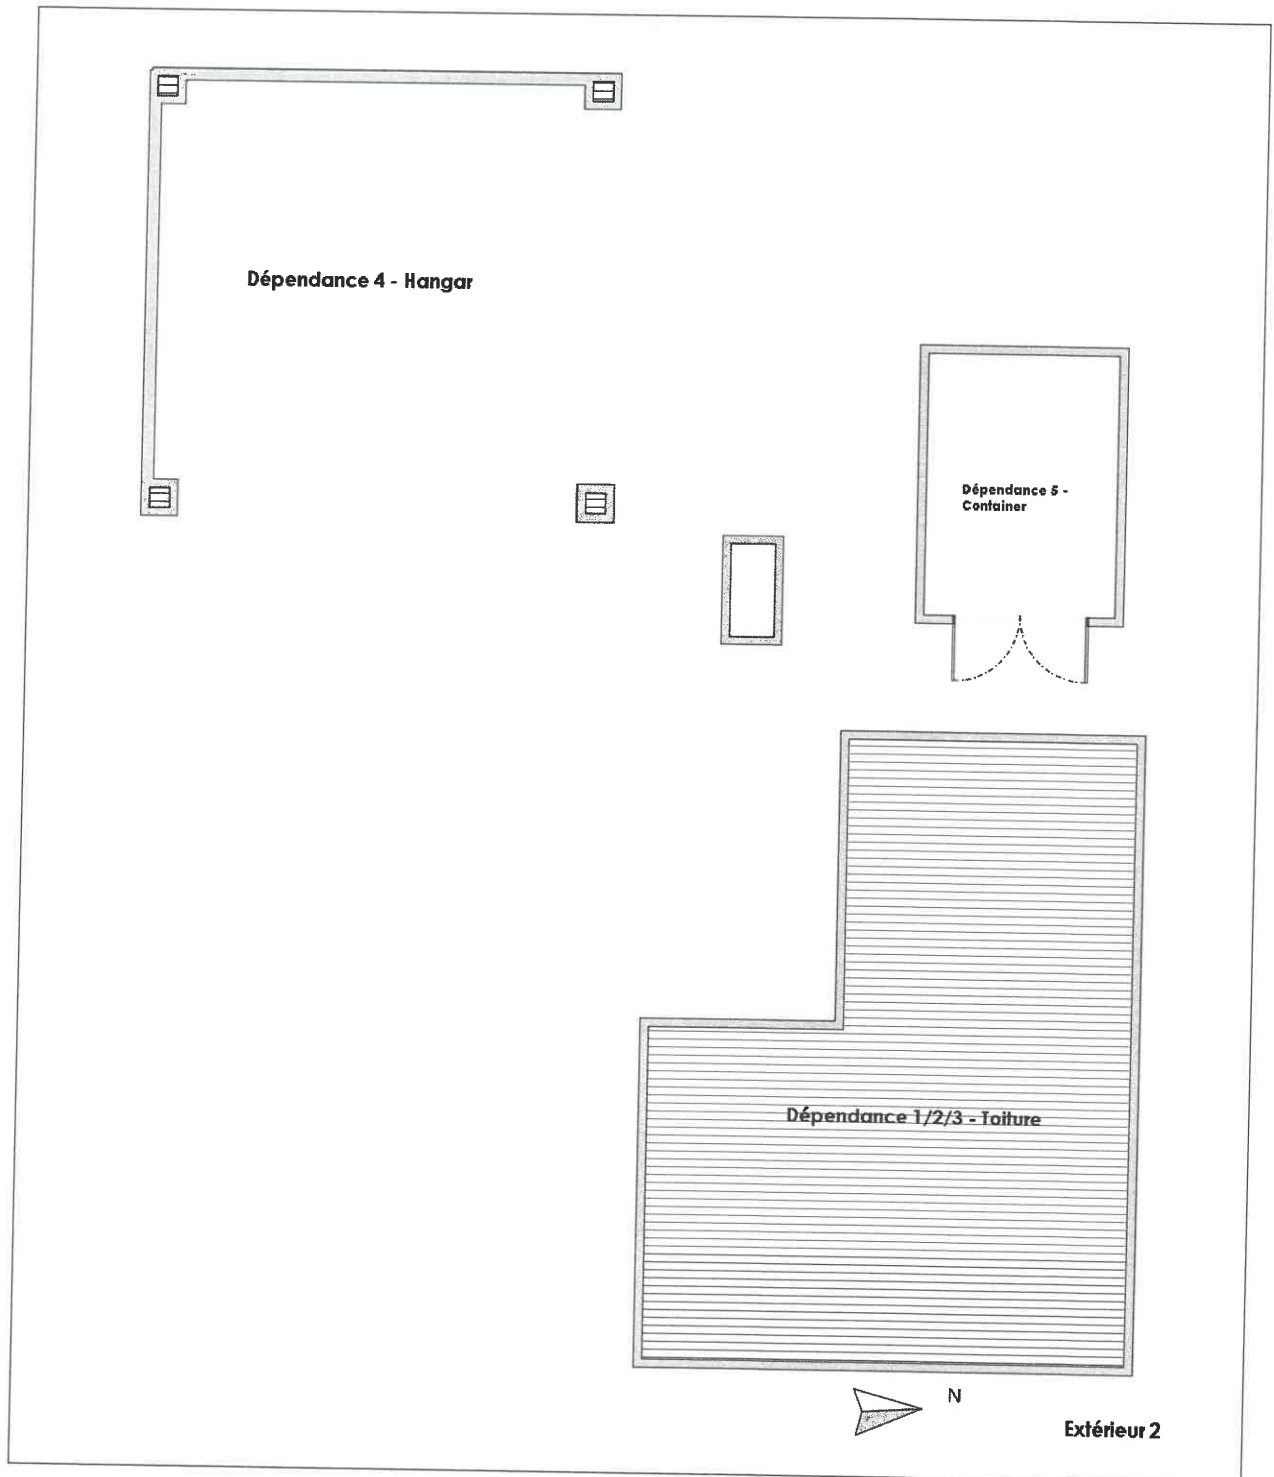 Dépendance 4 - Hangar
Dépendance 5 -
Container
Dépendance 1/2/3 - Toiture
N
Extérieur 2